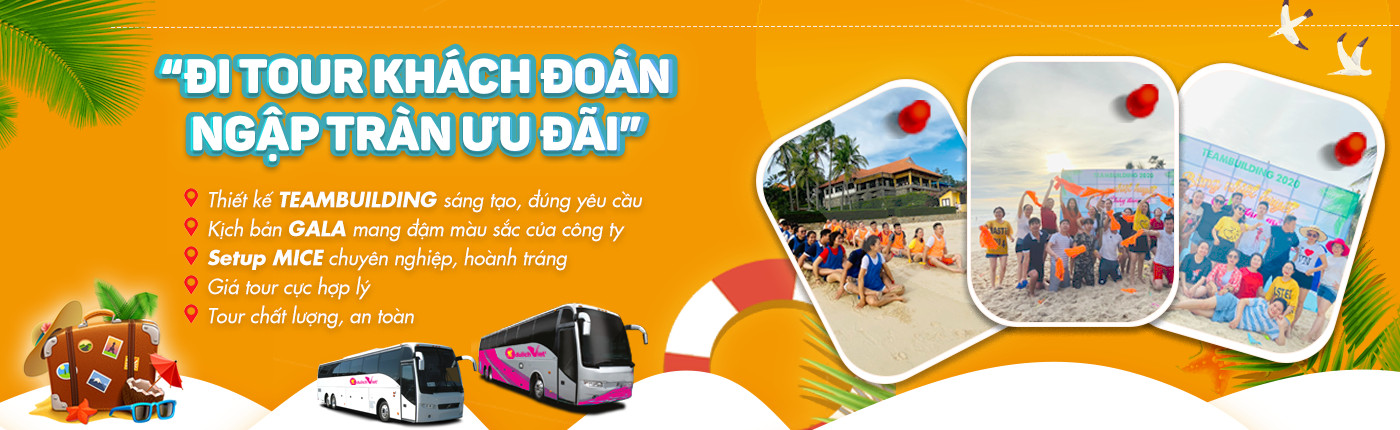 “ĐI TOUR KHÁCH ĐOÀN
NGẬP TRÀN ƯU ĐÃI”
Thiết kế TEAMBUILDING sáng tạo, đúng yêu cầu
Kịch bản GALA mang đậm màu sắc của công ty
Setup MICE chuyên nghiệp, hoành tráng
Giá tour cực hợp lý
Tour chất lượng, an toàn
TEAMBUILDING 2020
TEAMBUILDING 2020